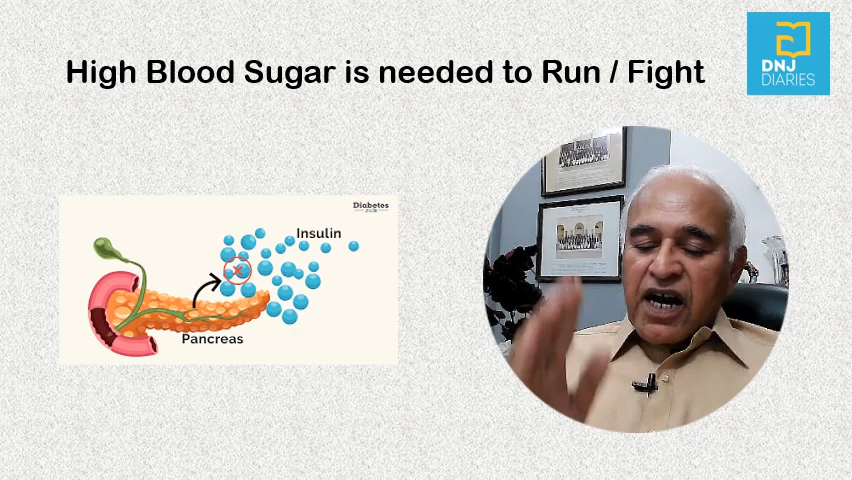 High Blood Sugar is needed to Run / Fight
DNJ
DIARIES
Diabetes
Insulin
X
Pancreas